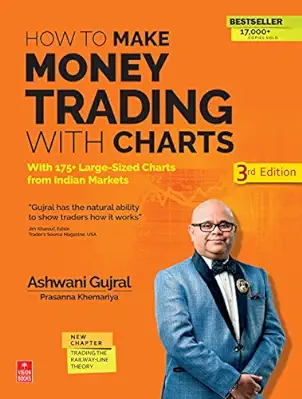 BESTSELLER
17,000+
COPIES SOLD
HOW TO MAKE
MONEY
TRADING
WITH CHARTS
With 175+ Large-Sized Charts
from Indian Markets
3rd Edition
"Gujral has the natural ability
to show traders how it works"
Jim Kharouf, Editor
Trader's Source Magazine, USA
Ashwani Gujral
Prasanna Khemariya
NEW
CHAPTER
TRADING THE
RAILWAY-LINE
THEORY
VISION
BOOKS